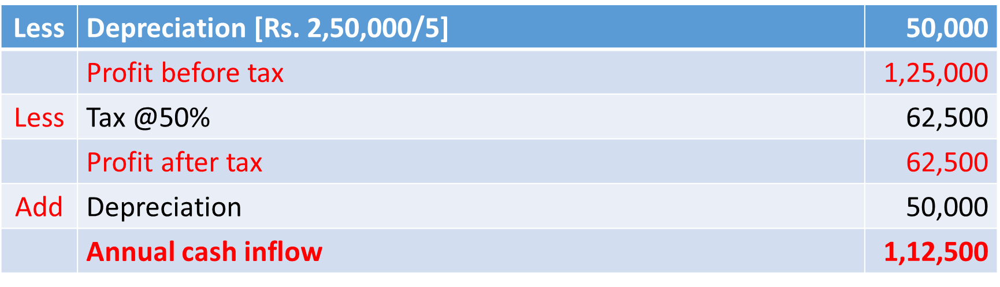 Less Depreciation [Rs. 2,50,000/5] 50,000
Profit before tax 1,25,000
Less Tax @50% 62,500
Profit after tax 62,500
Add Depreciation 50,000
Annual cash inflow 1,12,500